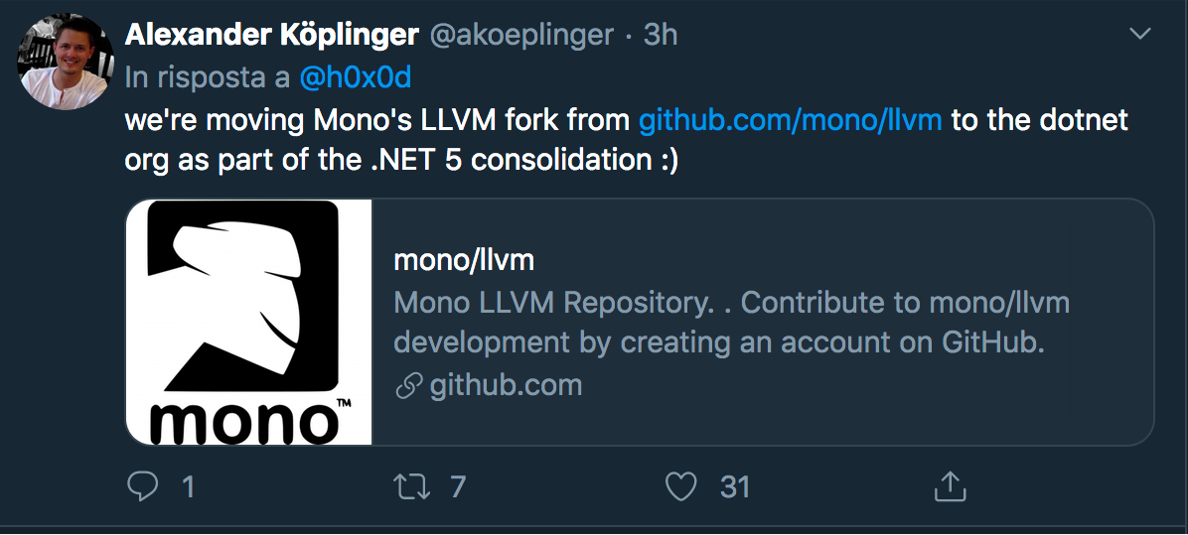 Alexander Köplinger @akoeplinger · 3h
In risposta a @h0x0d
we're moving Mono's LLVM fork from github.com/mono/llvm to the dotnet
org as part of the .NET 5 consolidation :)
mono/llvm
Mono LLVM Repository. . Contribute to mono/llvm
development by creating an account on GitHub.
github.com
mono™
1 7 31